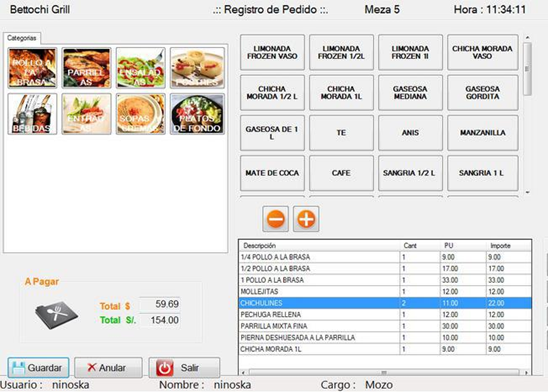 Bettochi Grill .:: Registro de Pedido ::. Meza 5 Hora : 11:34:11
Categorias
POLLO A LA BRASA
PARRILLAS
ENSALADAS
BEBIDAS
ENTRADAS
SOPAS
PLATOS DE FONDO
LIMONADA FROZEN VASO
LIMONADA FROZEN 1/2L
LIMONADA FROZEN 1l
CHICHA MORADA VASO
CHICHA MORADA 1/2 L
CHICHA MORADA 1L
GASEOSA MEDIANA
GASEOSA GORDITA
GASEOSA DE 1 L
TE
ANIS
MANZANILLA
MATE DE COCA
CAFE
SANGRIA 1/2 L
SANGRIA 1 L
Descripción Cant PU Importe
1/4 POLLO A LA BRASA 1 9.00 9.00
1/2 POLLO A LA BRASA 1 17.00 17.00
1 POLLO A LA BRASA 1 33.00 33.00
MOLLEJITAS 1 12.00 12.00
CHICHULINES 2 11.00 22.00
PECHUGA RELLENA 1 12.00 12.00
PARRILLA MIXTA FINA 1 30.00 30.00
PIERNA DESHUESADA A LA PARRILLA 1 10.00 10.00
CHICHA MORADA 1L 1 9.00 9.00
A Pagar
Total $ 59.69
Total S/. 154.00
Guardar
Anular
Salir
Usuario : ninoska Nombre : ninoska Cargo : Mozo